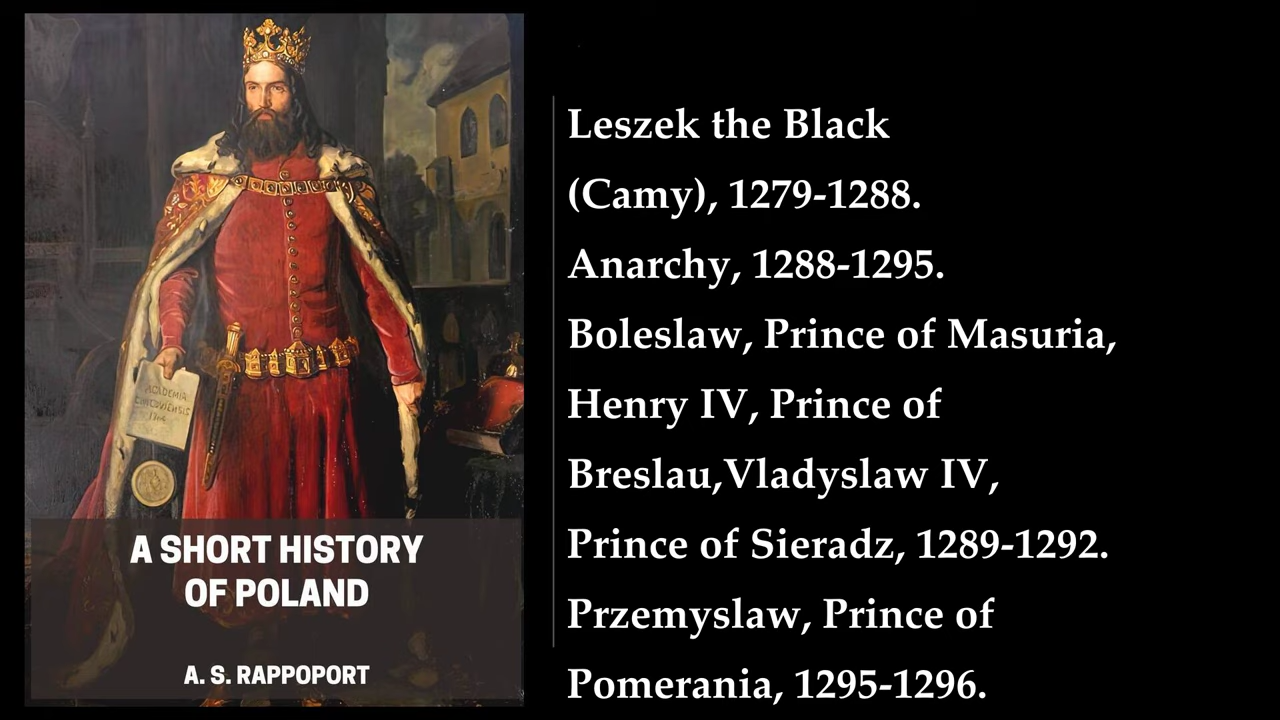 ACADEMIA
A SHORT HISTORY
OF POLAND
A. S. RAPPOPORT
Leszek the Black
(Camy), 1279-1288.
Anarchy, 1288-1295.
Boleslaw, Prince of Masuria,
Henry IV, Prince of
Breslau,Vladyslaw IV,
Prince of Sieradz, 1289-1292.
Przemyslaw, Prince of
Pomerania, 1295-1296.